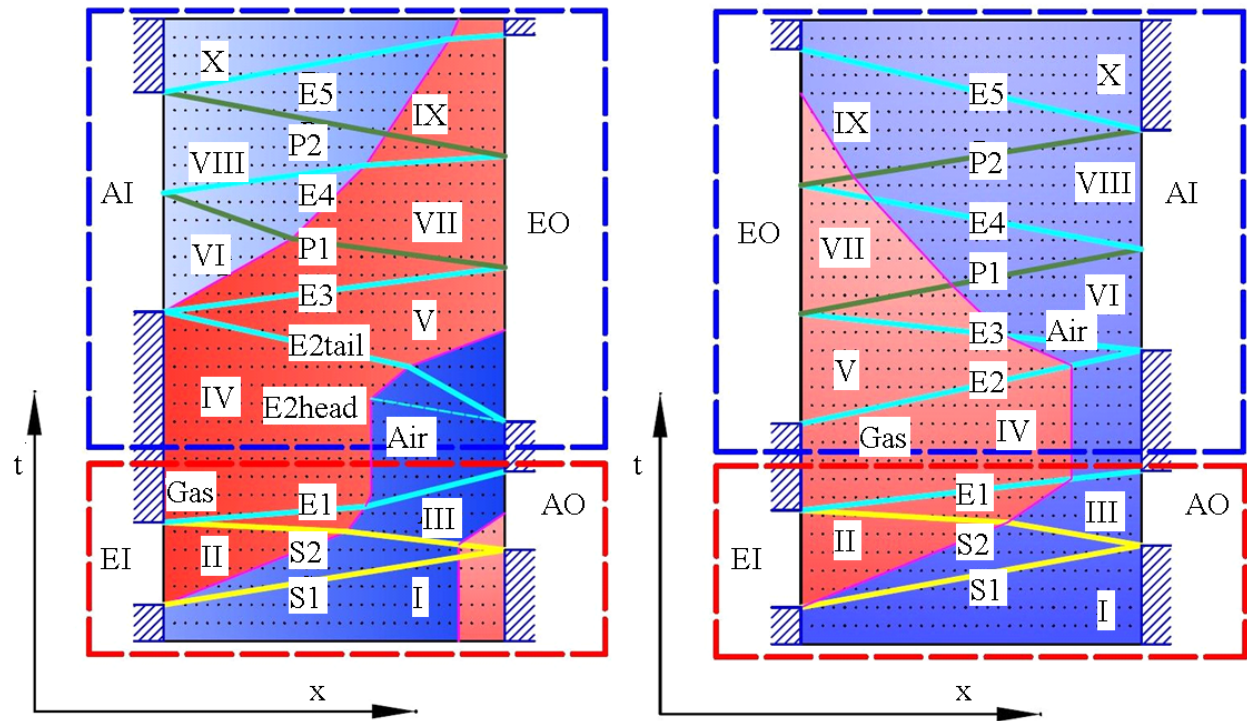 X
E5
IX
P2
VIII
AI
E4
VII
EO
VI
P1
E3
V
E2tail
IV
E2head
Air
t
Gas
E1
III
AO
EI
II
S2
S1
I
x
X
E5
IX
P2
VIII
AI
E4
EO
VII
P1
VI
E3
Air
V
E2
Gas
IV
t
E1
III
AO
EI
II
S2
S1
I
x